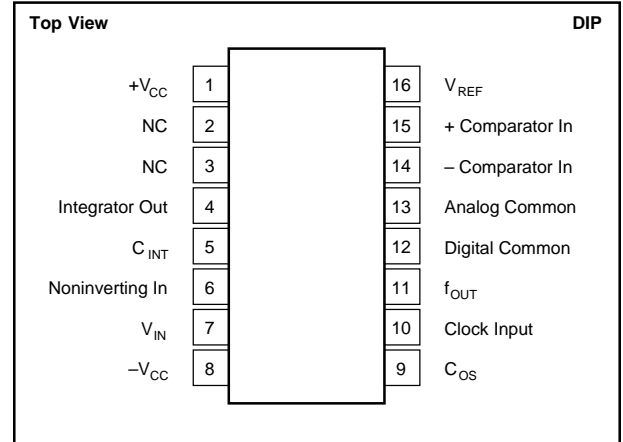 Top View DIP
+VCC 1 16 VREF
NC 2 15 + Comparator In
NC 3 14 – Comparator In
Integrator Out 4 13 Analog Common
C INT 5 12 Digital Common
Noninverting In 6 11 fOUT
VIN 7 10 Clock Input
–VCC 8 9 COS